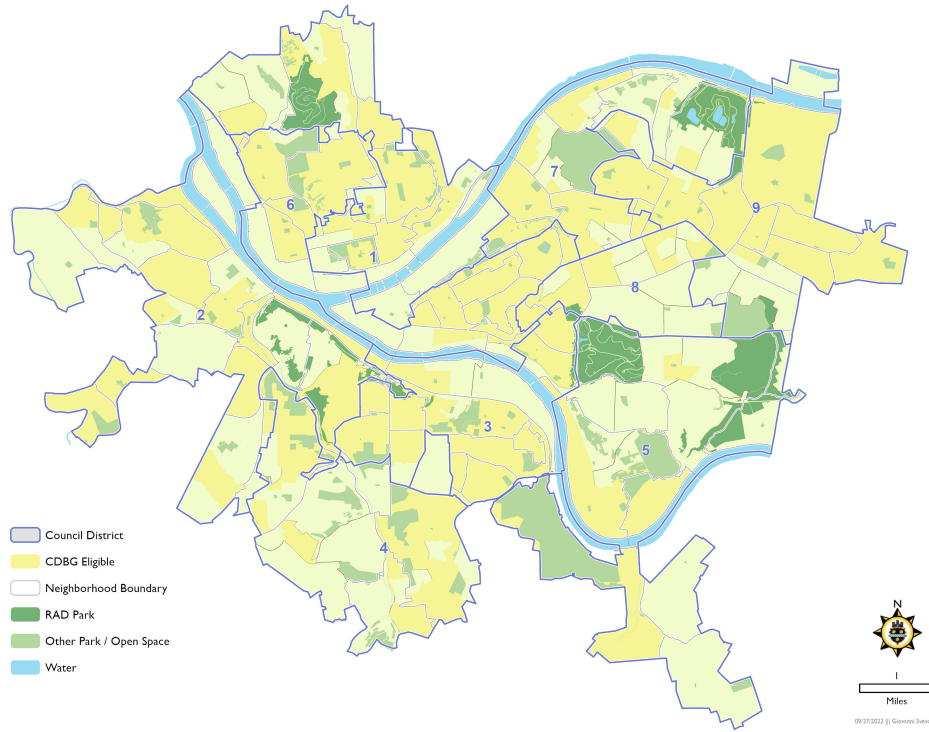 7
9
6
1
8
2
3
5
4
Council District
CDBG Eligible
Neighborhood Boundary
RAD Park
Other Park / Open Space
Water
N
1
Miles
09/27/2022 || Giovanni